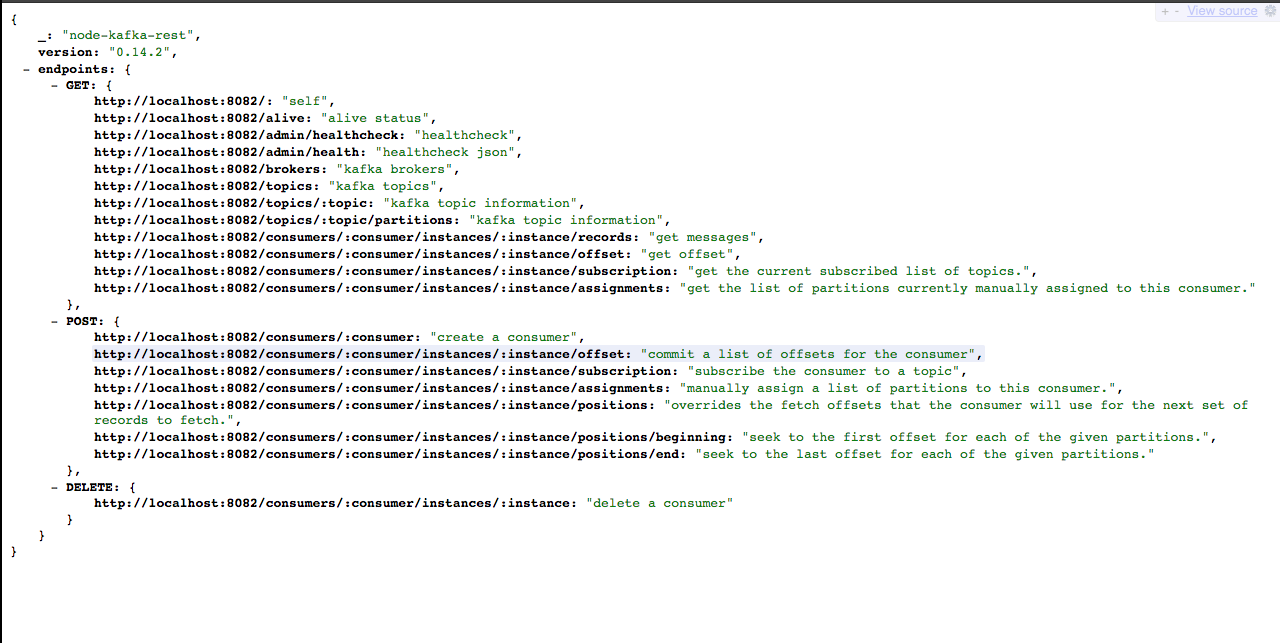 + - View source
{
_: "node-kafka-rest",
version: "0.14.2",
- endpoints: {
- GET: {
http://localhost:8082/: "self",
http://localhost:8082/alive: "alive status",
http://localhost:8082/admin/healthcheck: "healthcheck",
http://localhost:8082/admin/health: "healthcheck json",
http://localhost:8082/brokers: "kafka brokers",
http://localhost:8082/topics: "kafka topics",
http://localhost:8082/topics/:topic: "kafka topic information",
http://localhost:8082/topics/:topic/partitions: "kafka topic information",
http://localhost:8082/consumers/:consumer/instances/:instance/records: "get messages",
http://localhost:8082/consumers/:consumer/instances/:instance/offset: "get offset",
http://localhost:8082/consumers/:consumer/instances/:instance/subscription: "get the current subscribed list of topics.",
http://localhost:8082/consumers/:consumer/instances/:instance/assignments: "get the list of partitions currently manually assigned to this consumer."
},
- POST: {
http://localhost:8082/consumers/:consumer: "create a consumer",
http://localhost:8082/consumers/:consumer/instances/:instance/offset: "commit a list of offsets for the consumer",
http://localhost:8082/consumers/:consumer/instances/:instance/subscription: "subscribe the consumer to a topic",
http://localhost:8082/consumers/:consumer/instances/:instance/assignments: "manually assign a list of partitions to this consumer.",
http://localhost:8082/consumers/:consumer/instances/:instance/positions: "overrides the fetch offsets that the consumer will use for the next set of
records to fetch.",
http://localhost:8082/consumers/:consumer/instances/:instance/positions/beginning: "seek to the first offset for each of the given partitions.",
http://localhost:8082/consumers/:consumer/instances/:instance/positions/end: "seek to the last offset for each of the given partitions."
},
- DELETE: {
http://localhost:8082/consumers/:consumer/instances/:instance: "delete a consumer"
}
}
}